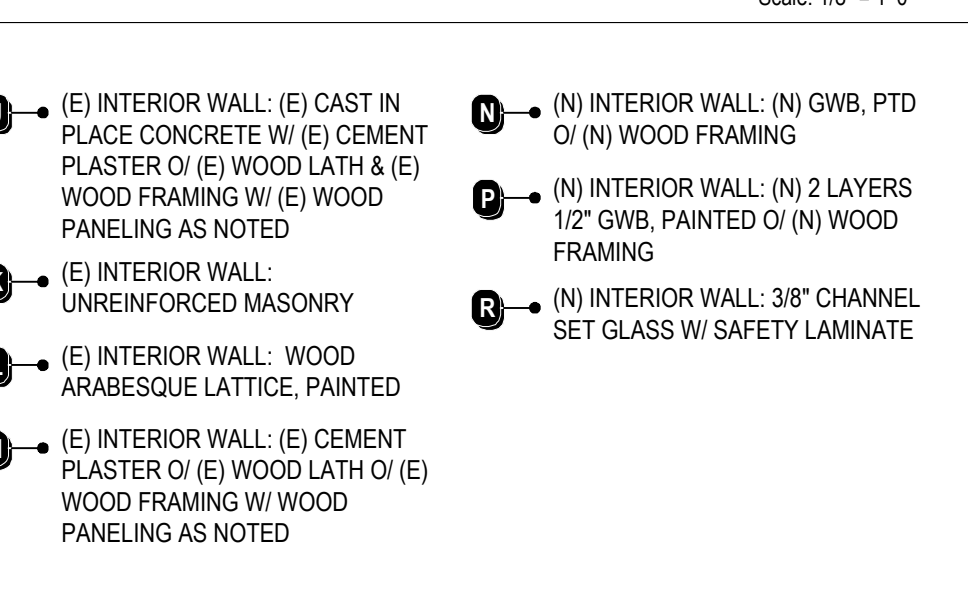 (E) INTERIOR WALL: (E) CAST IN
PLACE CONCRETE W/ (E) CEMENT
PLASTER O/ (E) WOOD LATH & (E)
WOOD FRAMING W/ (E) WOOD
PANELING AS NOTED
(E) INTERIOR WALL:
UNREINFORCED MASONRY
(E) INTERIOR WALL: WOOD
ARABESQUE LATTICE, PAINTED
(E) INTERIOR WALL: (E) CEMENT
PLASTER O/ (E) WOOD LATH O/ (E)
WOOD FRAMING W/ WOOD
PANELING AS NOTED
N (N) INTERIOR WALL: (N) GWB, PTD
O/ (N) WOOD FRAMING
P (N) INTERIOR WALL: (N) 2 LAYERS
1/2" GWB, PAINTED O/ (N) WOOD
FRAMING
R (N) INTERIOR WALL: 3/8" CHANNEL
SET GLASS W/ SAFETY LAMINATE